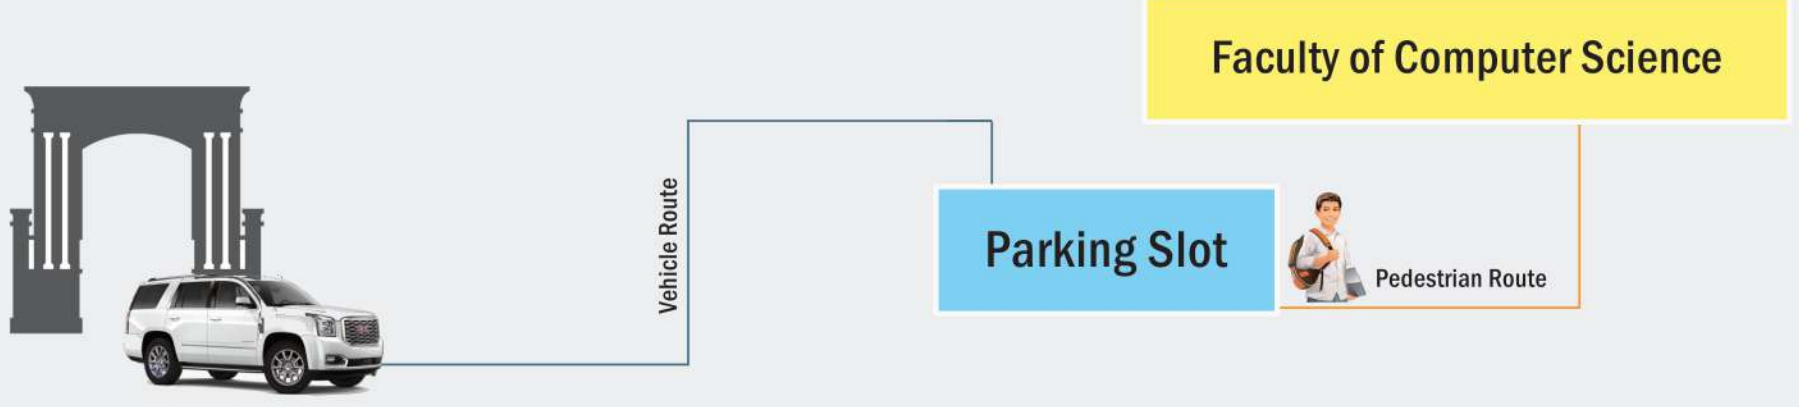 Faculty of Computer Science
Vehicle Route
Parking Slot
Pedestrian Route